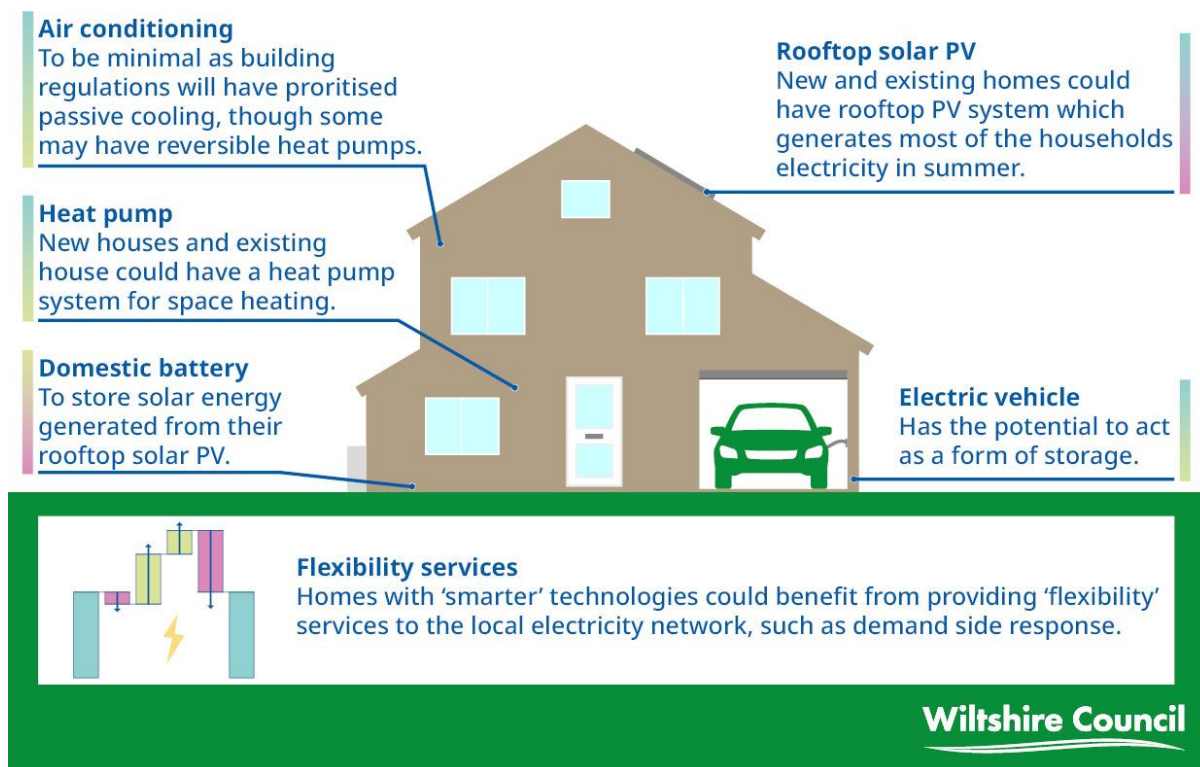 Air conditioning
To be minimal as building
regulations will have proritised
passive cooling, though some
may have reversible heat pumps.
Heat pump
New houses and existing
house could have a heat pump
system for space heating.
Domestic battery
To store solar energy
generated from their
rooftop solar PV.
Rooftop solar PV
New and existing homes could
have rooftop PV system which
generates most of the households
electricity in summer.
Electric vehicle
Has the potential to act
as a form of storage.
Flexibility services
Homes with ‘smarter’ technologies could benefit from providing ‘flexibility’
services to the local electricity network, such as demand side response.
Wiltshire Council